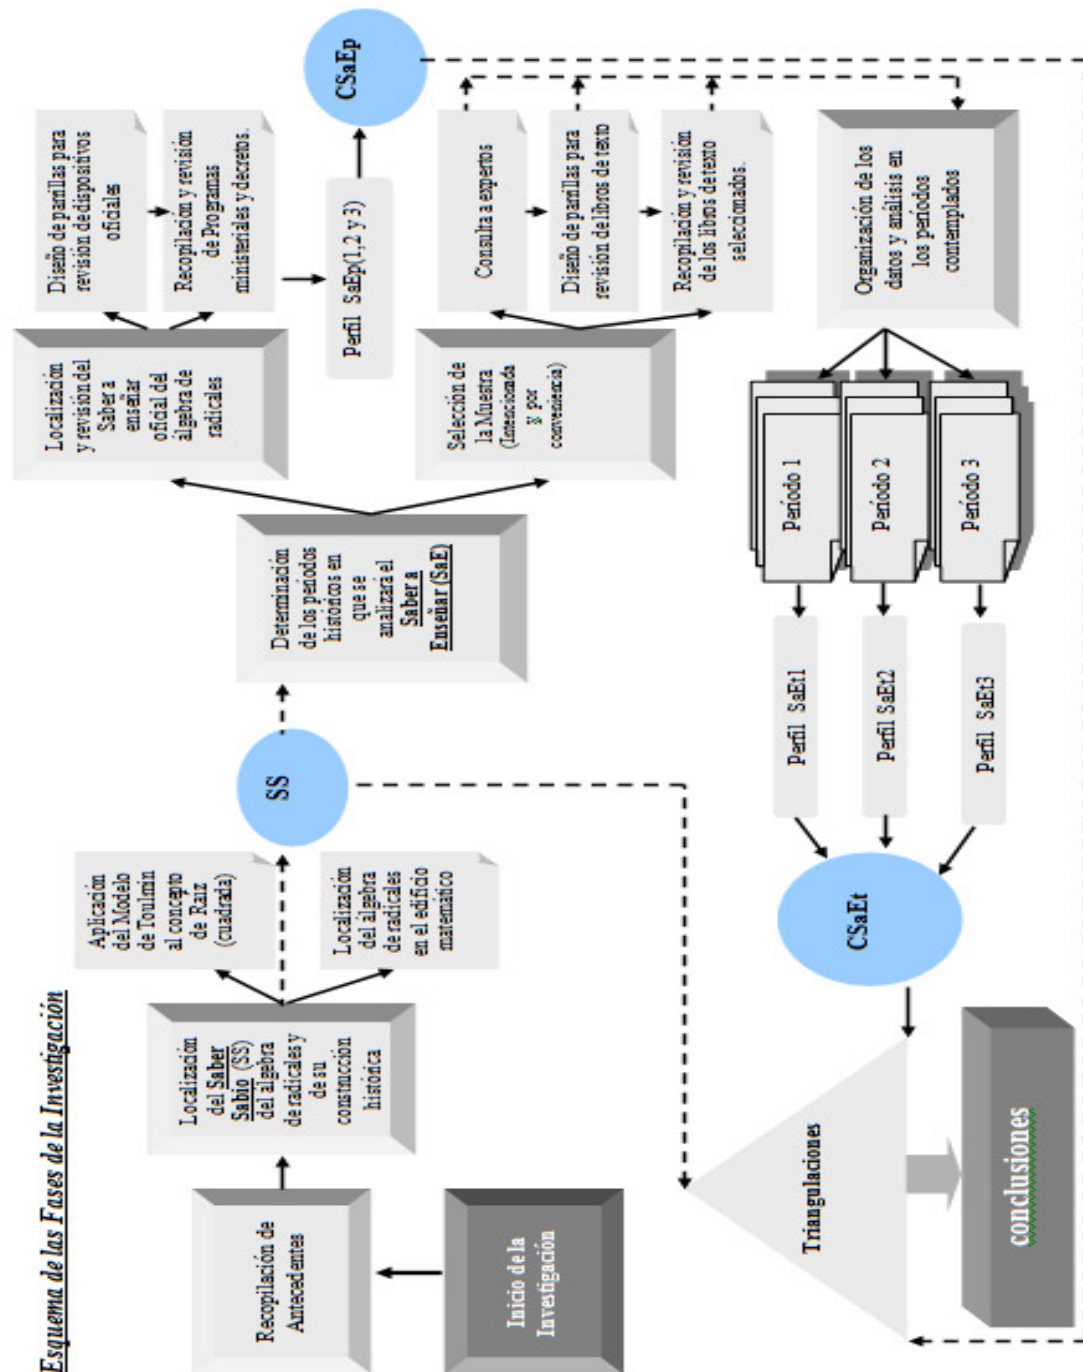 Esquema de las Fases de la Investigación
Inicio de la
Investigación
Recopilación de
Antecedentes
Localización
del Saber
Sabio (SS)
del álgebra
de radicales y
de su
construcción
histórica
Aplicación
del Modelo
de Toulmin
al concepto
de Raíz
(cuadrada)
Localización
del álgebra
de radicales
en el edificio
matemático
SS
Determinación
de los períodos
históricos en
que se
analizará el
Saber a
Enseñar (SaE)
Localización
y revisión del
Saber a
enseñar
oficial del
álgebra de
radicales
Diseño de parrillas para
revisión de dispositivos
oficiales
Recopilación y revisión
de Programas
ministeriales y decretos.
Perfil SaEp(1,2 y 3)
CSaEp
Selección de
la Muestra
(Intencionada
y por
conveniencia)
Consulta a expertos
Diseño de parrillas para
revisión de libros de texto
Recopilación y revisión
de los libros de texto
seleccionados.
Organización de los
datos y análisis en
los períodos
contemplados
Período 1
Período 2
Período 3
Perfil SaEt1
Perfil SaEt2
Perfil SaEt3
CSaEt
Triangulaciones
conclusiones